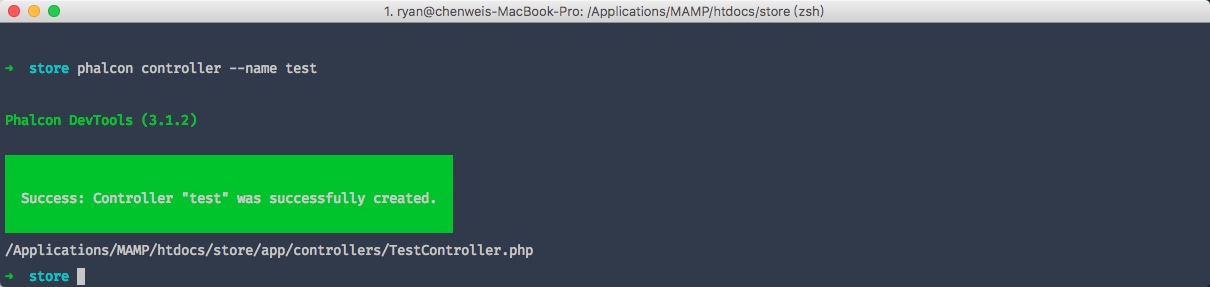 1. ryan@chenweis-MacBook-Pro: /Applications/MAMP/htdocs/store (zsh)
➜ store phalcon controller --name test
Phalcon DevTools (3.1.2)
Success: Controller "test" was successfully created.
/Applications/MAMP/htdocs/store/app/controllers/TestController.php
➜ store